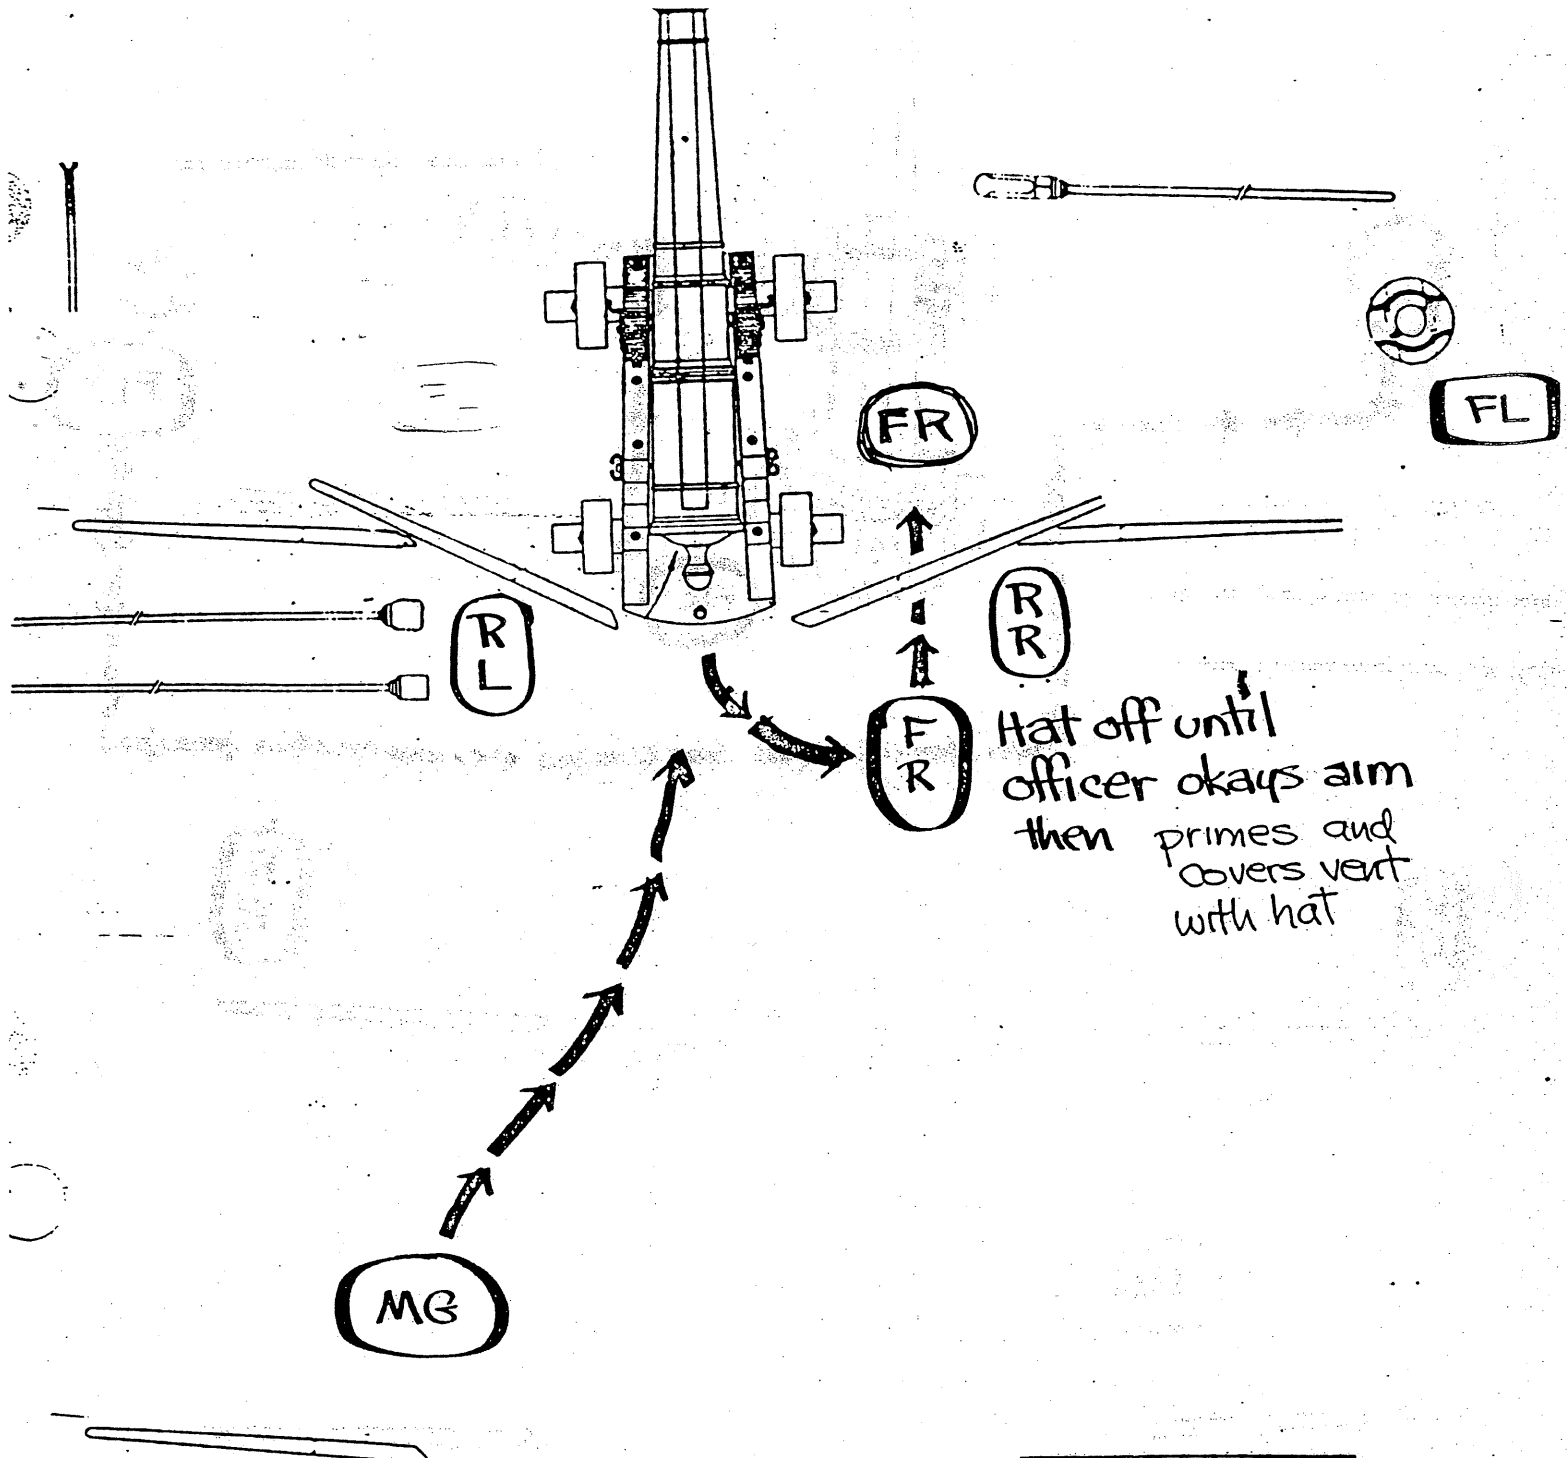 FR
FL
R
L
R
R
F
R
Hat off until
officer okays aim
then primes and
covers vent
with hat
MG